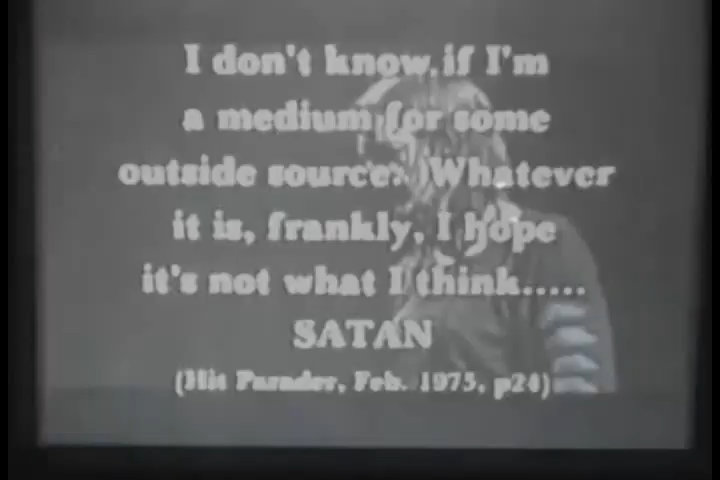 I don't know if I'm
a medium for some
outside source. Whatever
it is, frankly, I hope
it's not what I think.....
SATAN
(Hit Parader, Feb. 1975, p24)